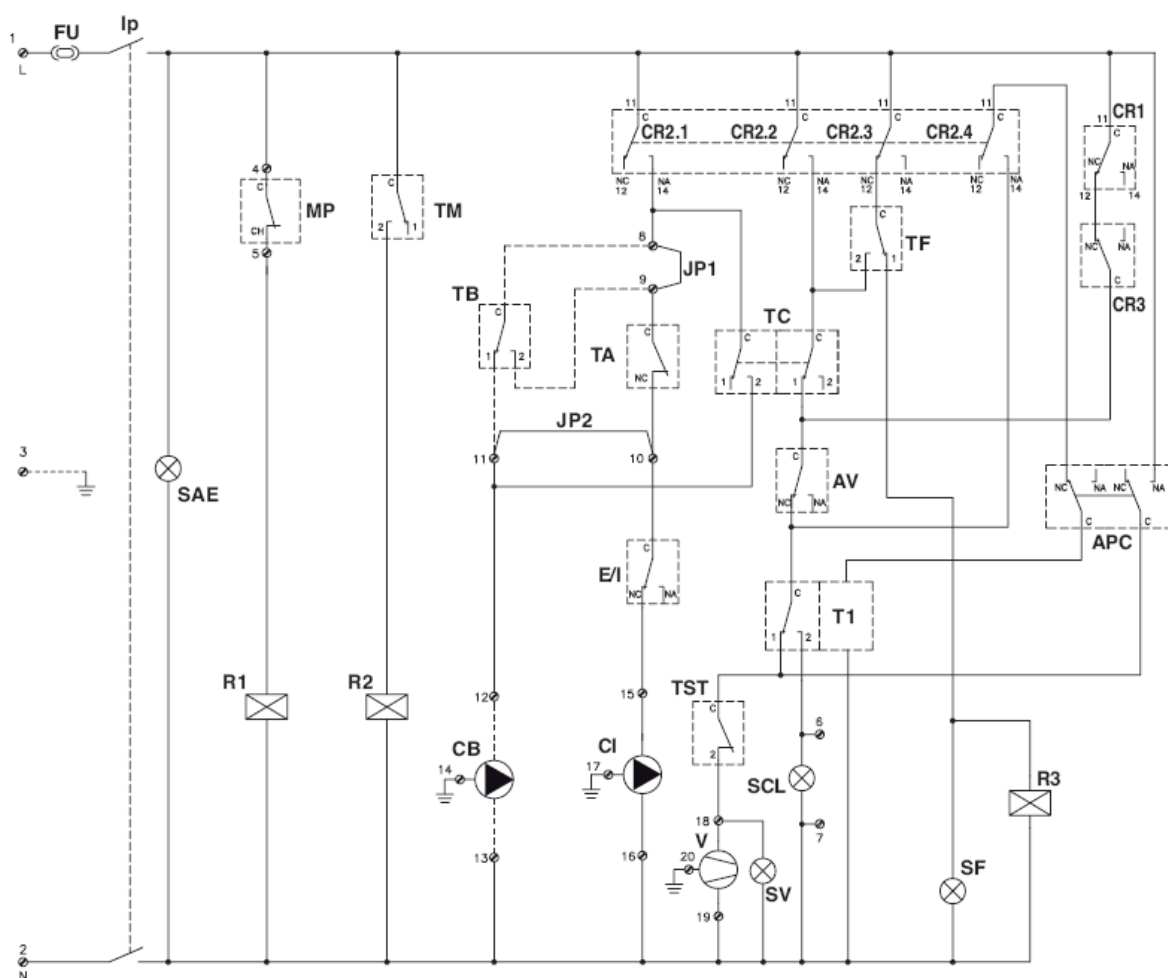 1 FU Ip
L
11 11 11 11
C C C C CR1
CR2.1 CR2.2 CR2.3 CR2.4 11
C
4 NC NA
C C NC NA NC NA NC NA NC NA 12 14
MP TM 12 14 12 14 12 14 12 14
CH 2 1 C TF
5 8 2 1 NC NA
JP1 C
TB 9 CR3
C TC
1 2 C C C
TA
NC 1 2 1 2
JP2
3 11 10 C
SAE AV NC NA NC NA
NC NA C C
C APC
E/I
NC NA C
T1
1 2
R1 R2 TST
12 15 C 6
CB CI 2
14 17 SCL R3
18 7
V
13 16 20 SF
SV
19
2
N